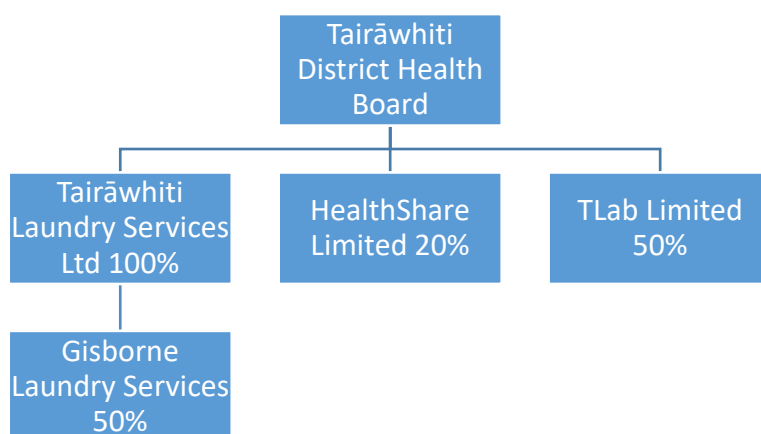 Tairāwhiti
District Health
Board
Tairāwhiti
Laundry Services
Ltd 100%
HealthShare
Limited 20%
TLab Limited
50%
Gisborne
Laundry Services
50%